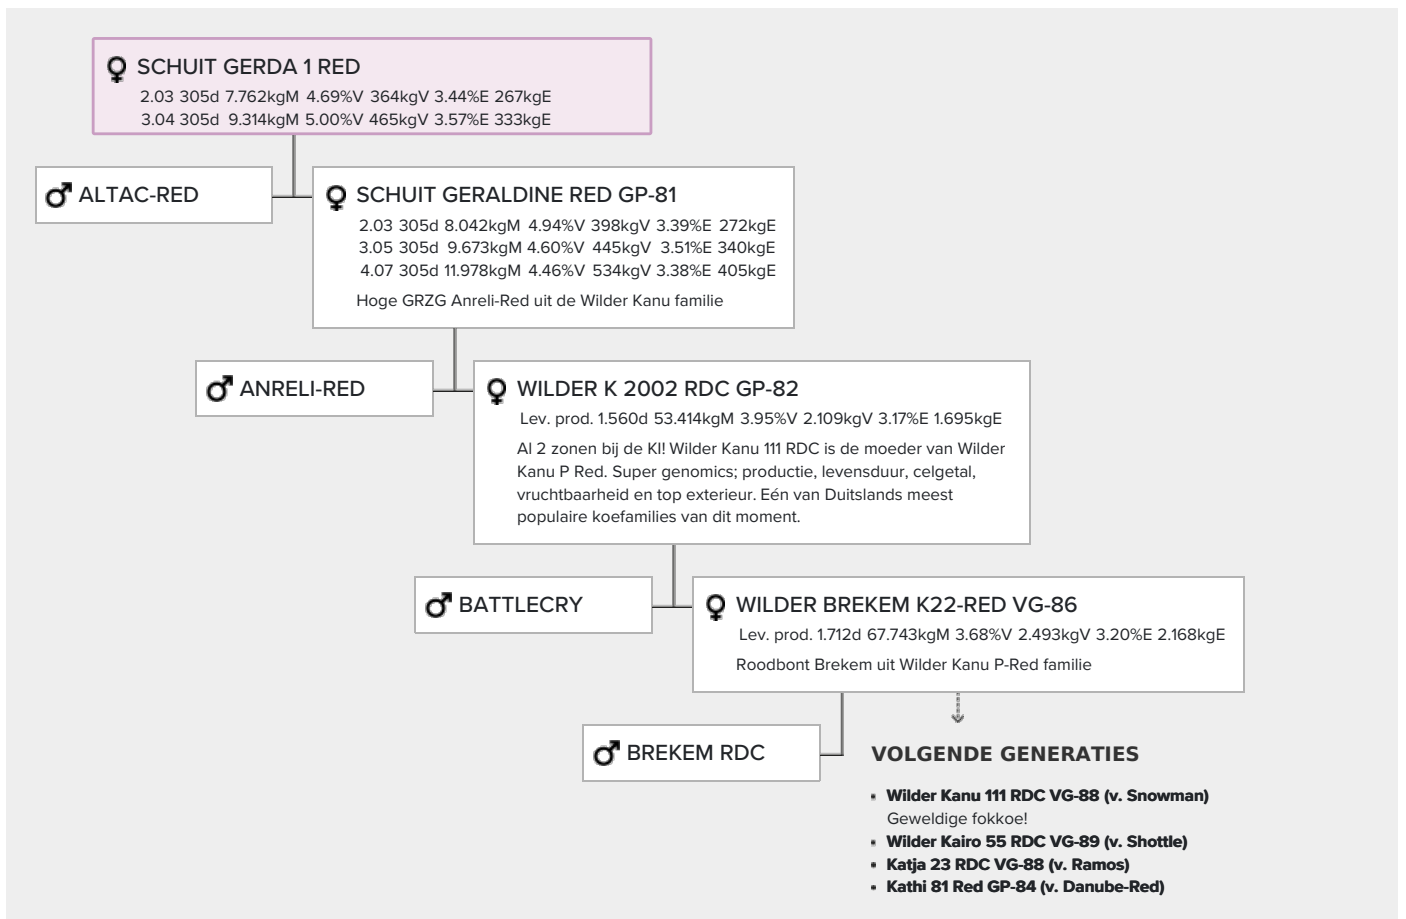 SCHUIT GERDA 1 RED
2.03 305d 7.762kgM 4.69%V 364kgV 3.44%E 267kgE
3.04 305d 9.314kgM 5.00%V 465kgV 3.57%E 333kgE
ALTAC-RED
SCHUIT GERALDINE RED GP-81
2.03 305d 8.042kgM 4.94%V 398kgV 3.39%E 272kgE
3.05 305d 9.673kgM 4.60%V 445kgV 3.51%E 340kgE
4.07 305d 11.978kgM 4.46%V 534kgV 3.38%E 405kgE
Hoge GRZG Anreli-Red uit de Wilder Kanu familie
ANRELI-RED
WILDER K 2002 RDC GP-82
Lev. prod. 1.560d 53.414kgM 3.95%V 2.109kgV 3.17%E 1.695kgE
Al 2 zonen bij de KI! Wilder Kanu 111 RDC is de moeder van Wilder
Kanu P Red. Super genomics; productie, levensduur, celgetal,
vruchtbaarheid en top exterieur. Eén van Duitslands meest
populaire koefamilies van dit moment.
BATTLECRY
WILDER BREKEM K22-RED VG-86
Lev. prod. 1.712d 67.743kgM 3.68%V 2.493kgV 3.20%E 2.168kgE
Roodbont Brekem uit Wilder Kanu P-Red familie
BREKEM RDC
VOLGENDE GENERATIES
▪ Wilder Kanu 111 RDC VG-88 (v. Snowman)
Geweldige fokkoe!
▪ Wilder Kairo 55 RDC VG-89 (v. Shottle)
▪ Katja 23 RDC VG-88 (v. Ramos)
▪ Kathi 81 Red GP-84 (v. Danube-Red)